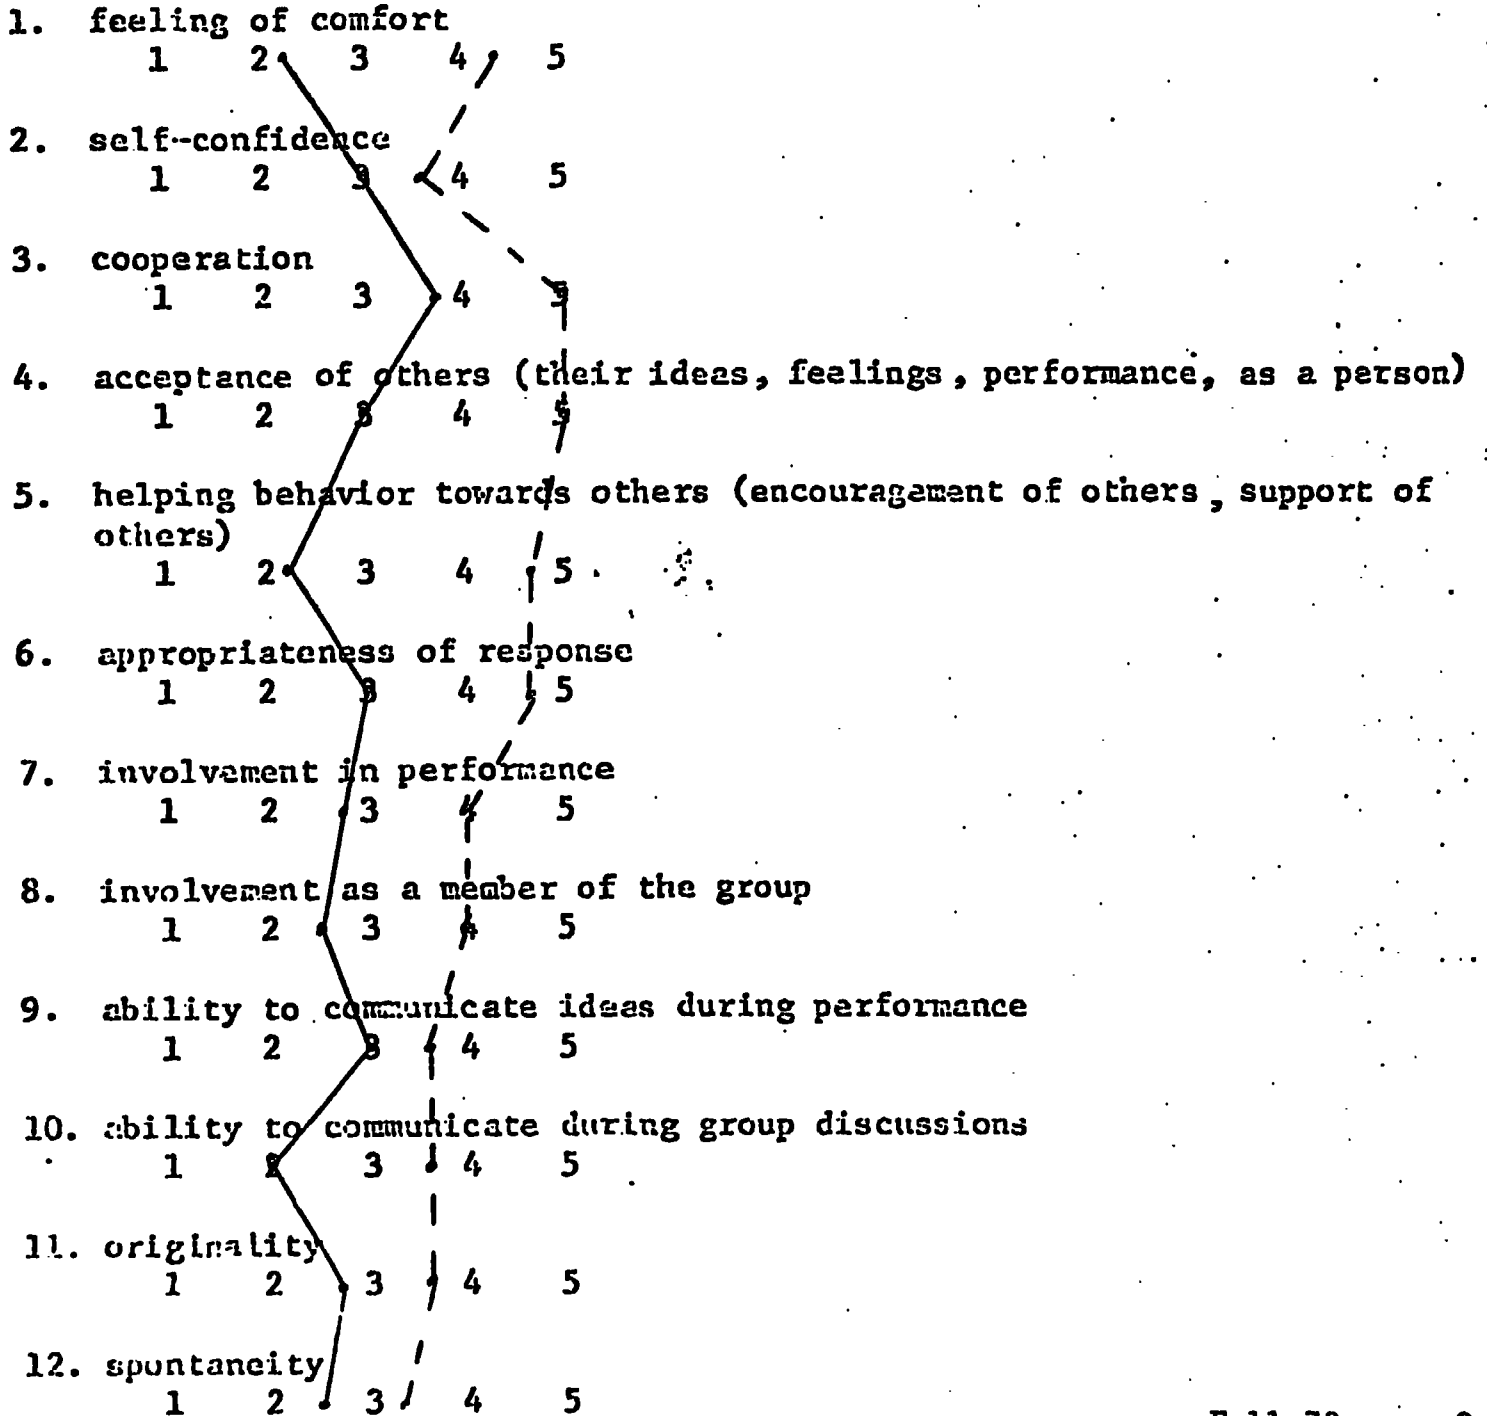 1. feeling of comfort
1 2 3 4 5
2. self-confidence
1 2 3 4 5
3. cooperation
1 2 3 4 5
4. acceptance of others (their ideas, feelings, performance, as a person)
1 2 3 4 5
5. helping behavior towards others (encouragement of others, support of
others)
1 2 3 4 5
6. appropriateness of response
1 2 3 4 5
7. involvement in performance
1 2 3 4 5
8. involvement as a member of the group
1 2 3 4 5
9. ability to communicate ideas during performance
1 2 3 4 5
10. ability to communicate during group discussions
1 2 3 4 5
11. originality
1 2 3 4 5
12. spontaneity
1 2 3 4 5